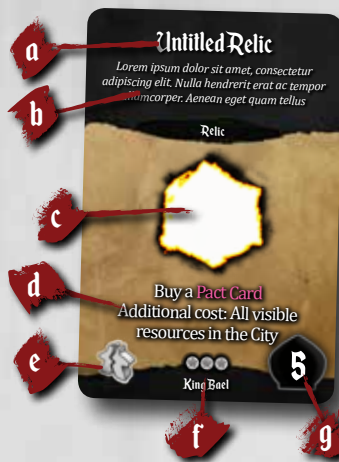 a
Untitled Relic
Lorem ipsum dolor sit amet, consectetur
adipiscing elit. Nulla hendrerit erat ac tempor
b
eget quam tellus
Aenean
Relic
c
Buy a Pact Card
d
Additional cost: All visible
resources in the City
e
King Bael
5
f
g